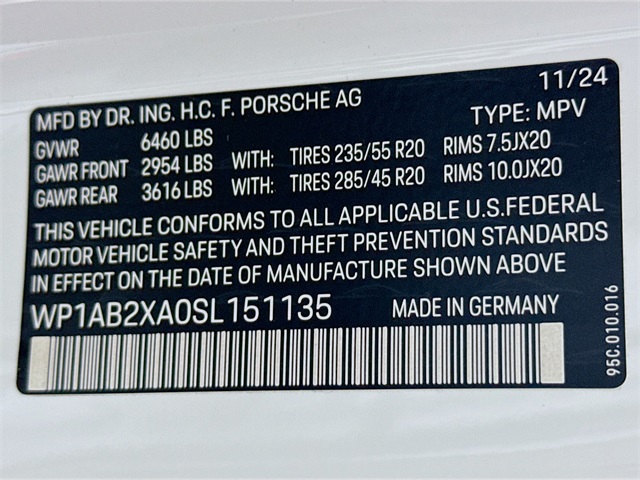 MFD BY DR. ING. H.C. F. PORSCHE AG 11/24
GVWR 6460 LBS TYPE: MPV
GAWR FRONT 2954 LBS WITH: TIRES 235/55 R20 RIMS 7.5JX20
GAWR REAR 3616 LBS WITH: TIRES 285/45 R20 RIMS 10.0JX20
THIS VEHICLE CONFORMS TO ALL APPLICABLE U.S.FEDERAL
MOTOR VEHICLE SAFETY AND THEFT PREVENTION STANDARDS
IN EFFECT ON THE DATE OF MANUFACTURE SHOWN ABOVE
WP1AB2XA0SL151135 MADE IN GERMANY
95C.010.016